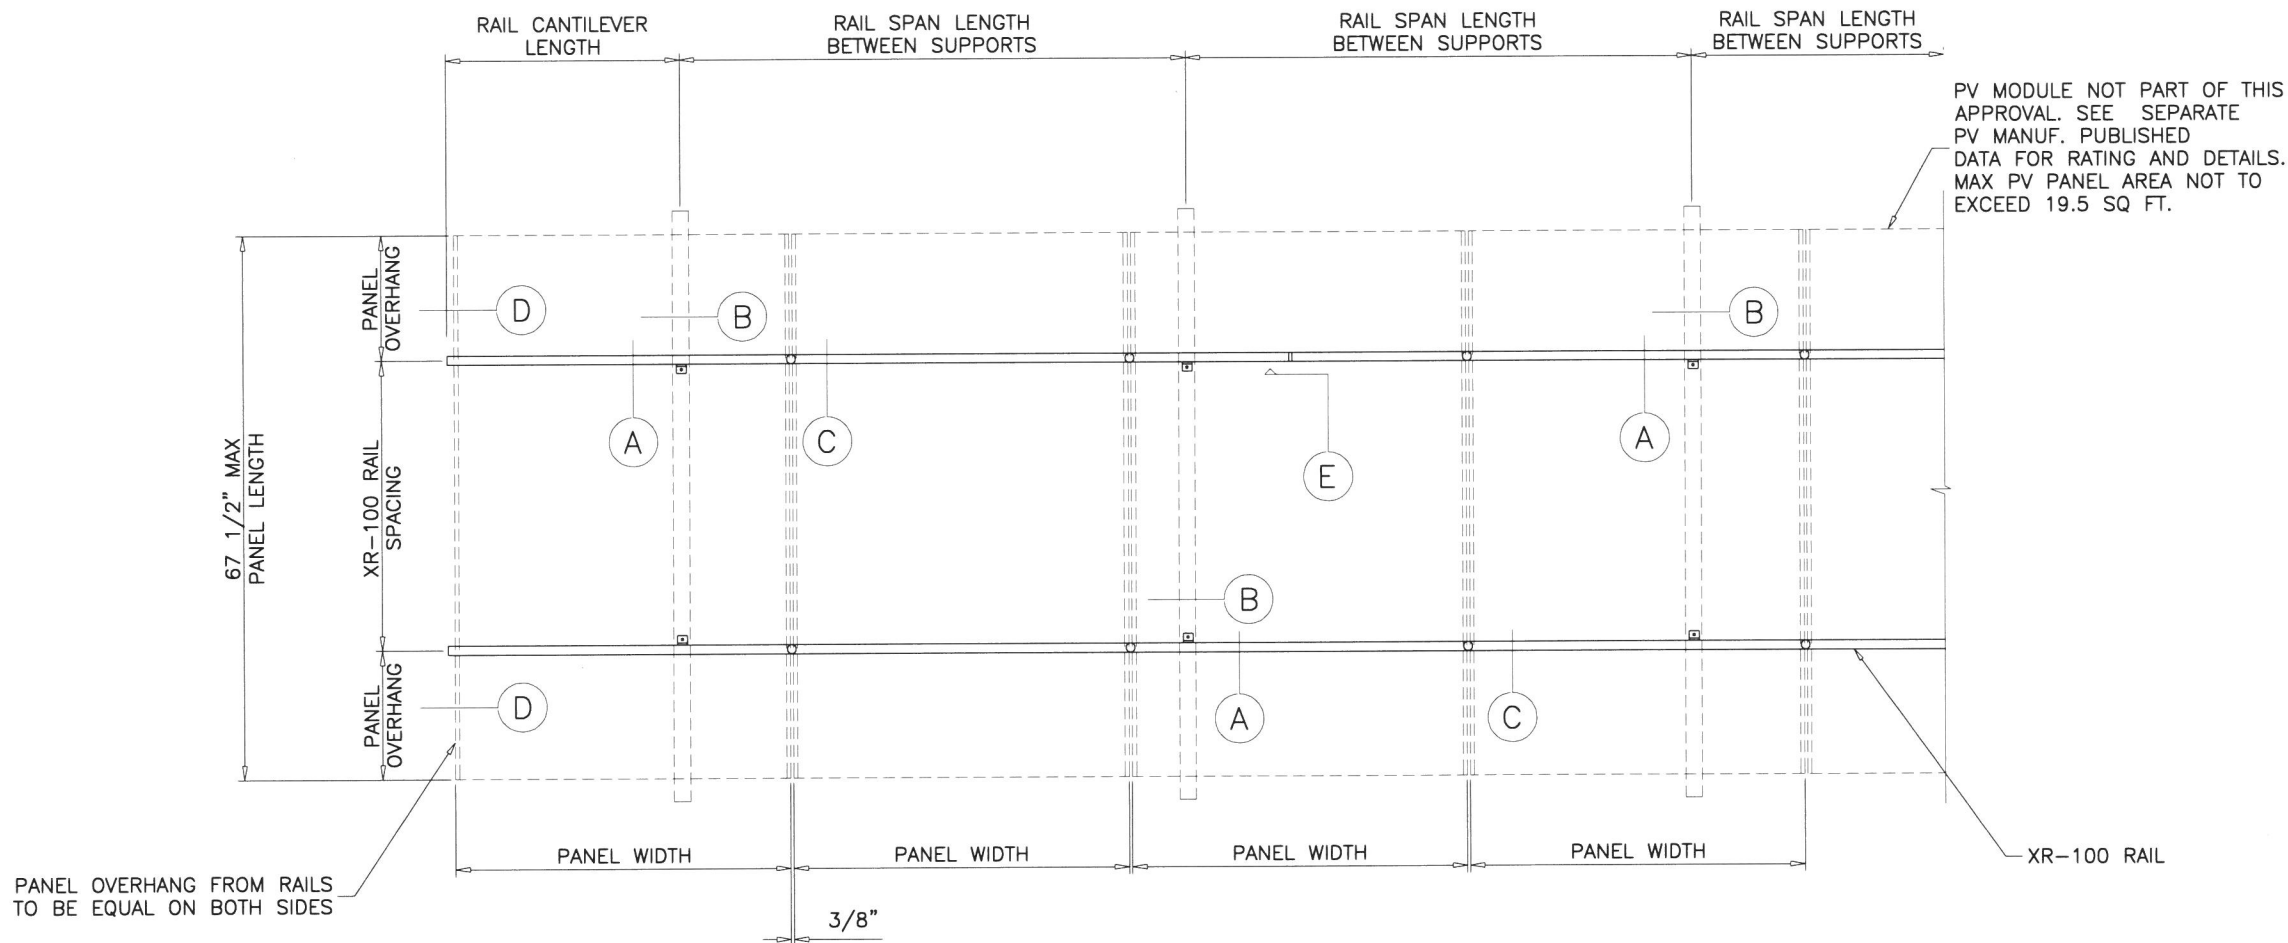 RAIL CANTILEVER
LENGTH
RAIL SPAN LENGTH
BETWEEN SUPPORTS
RAIL SPAN LENGTH
BETWEEN SUPPORTS
RAIL SPAN LENGTH
BETWEEN SUPPORTS
PV MODULE NOT PART OF THIS
APPROVAL. SEE SEPARATE
PV MANUF. PUBLISHED
DATA FOR RATING AND DETAILS.
MAX PV PANEL AREA NOT TO
EXCEED 19.5 SQ FT.
PANEL
OVERHANG
D
B
B
A
C
A
E
67 1/2" MAX
PANEL LENGTH
XR-100 RAIL
SPACING
B
PANEL
OVERHANG
D
A
C
PANEL WIDTH
PANEL WIDTH
PANEL WIDTH
PANEL WIDTH
XR-100 RAIL
PANEL OVERHANG FROM RAILS
TO BE EQUAL ON BOTH SIDES
3/8"